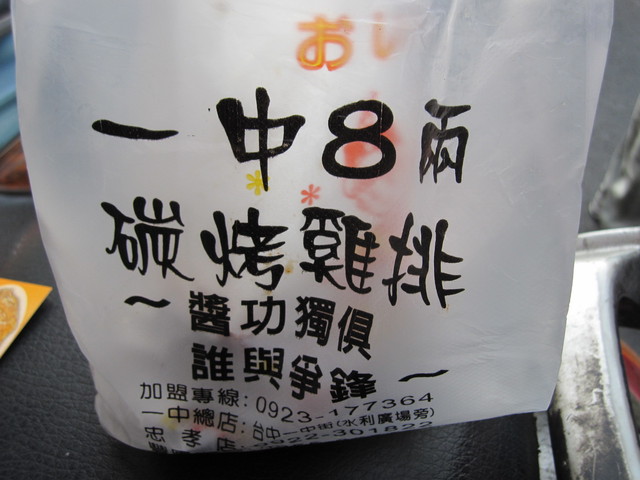 おい
一中8兩
碳烤雞排
~醬功獨俱
誰與爭鋒~
加盟專線:0923-177364
一中總店:台中一中街(水利廣場旁)
忠孝店:0922-301822